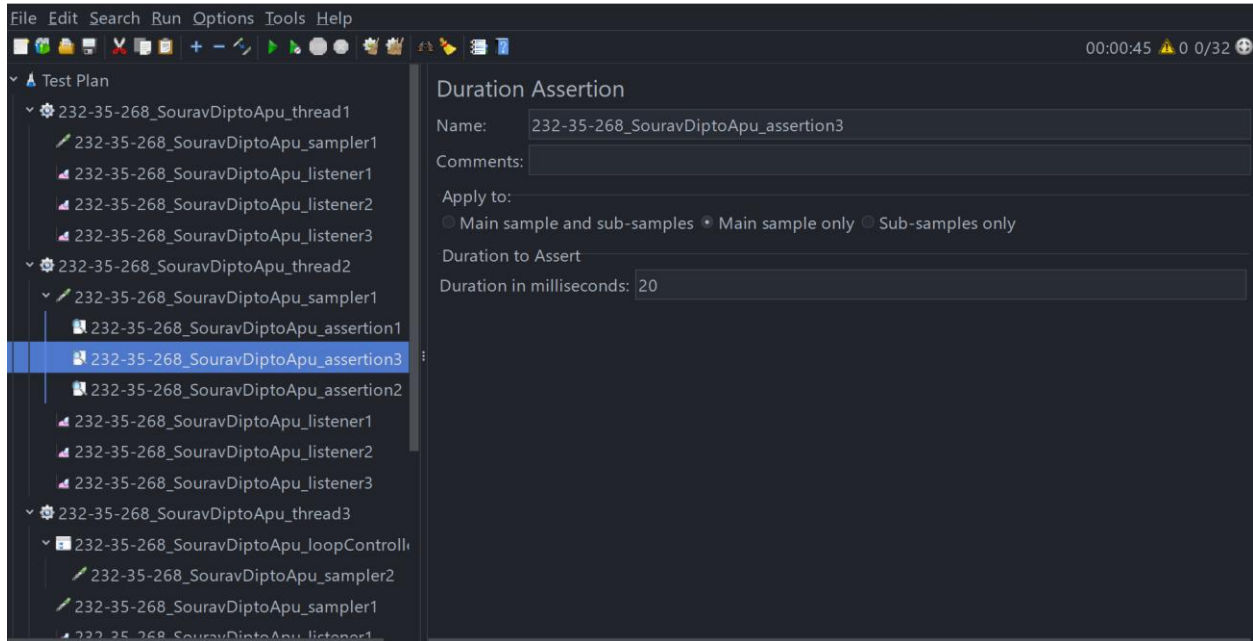 File Edit Search Run Options Tools Help
00:00:45 0 0/32
Test Plan
232-35-268_SouravDiptoApu_thread1
232-35-268_SouravDiptoApu_sampler1
232-35-268_SouravDiptoApu_listener1
232-35-268_SouravDiptoApu_listener2
232-35-268_SouravDiptoApu_listener3
232-35-268_SouravDiptoApu_thread2
232-35-268_SouravDiptoApu_sampler1
232-35-268_SouravDiptoApu_assertion1
232-35-268_SouravDiptoApu_assertion3
232-35-268_SouravDiptoApu_assertion2
232-35-268_SouravDiptoApu_listener1
232-35-268_SouravDiptoApu_listener2
232-35-268_SouravDiptoApu_listener3
232-35-268_SouravDiptoApu_thread3
232-35-268_SouravDiptoApu_loopControll
232-35-268_SouravDiptoApu_sampler2
232-35-268_SouravDiptoApu_sampler1
232-35-268_SouravDiptoApu_listener1
Duration Assertion
Name: 232-35-268_SouravDiptoApu_assertion3
Comments:
Apply to:
Main sample and sub-samples Main sample only Sub-samples only
Duration to Assert
Duration in milliseconds: 20